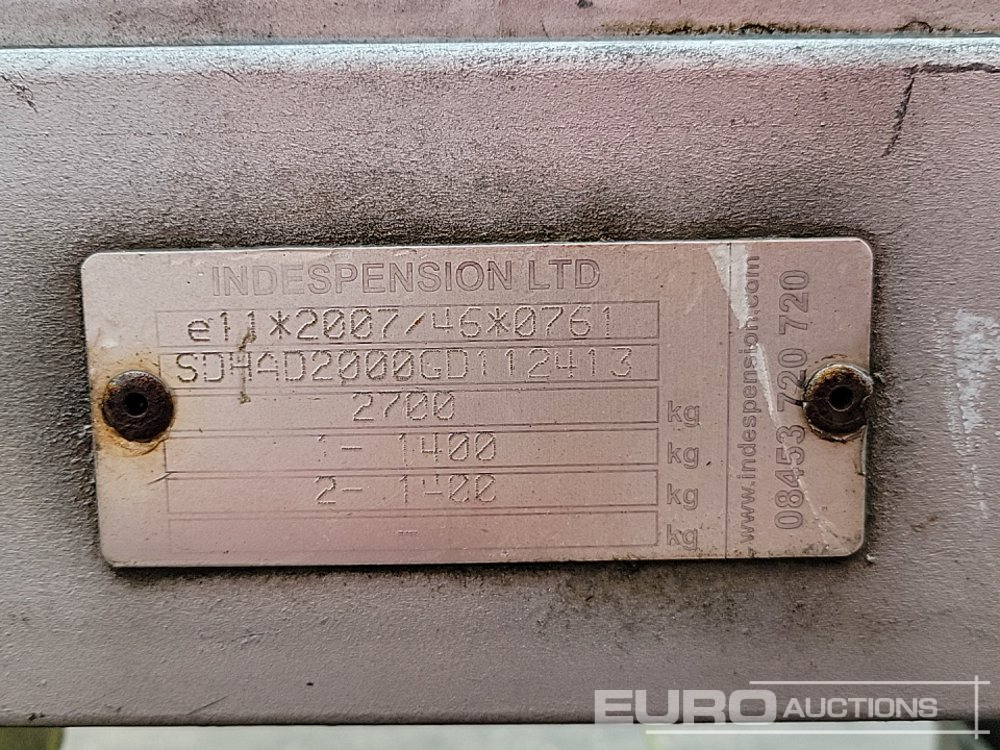 INDESPENSION LTD
e11*2007/46*0761
SDHAD2000GD112413
2700 kg
1- 1400 kg
2- 1400 kg
- kg
www.indespension.com
08453 720 720
EURO AUCTIONS